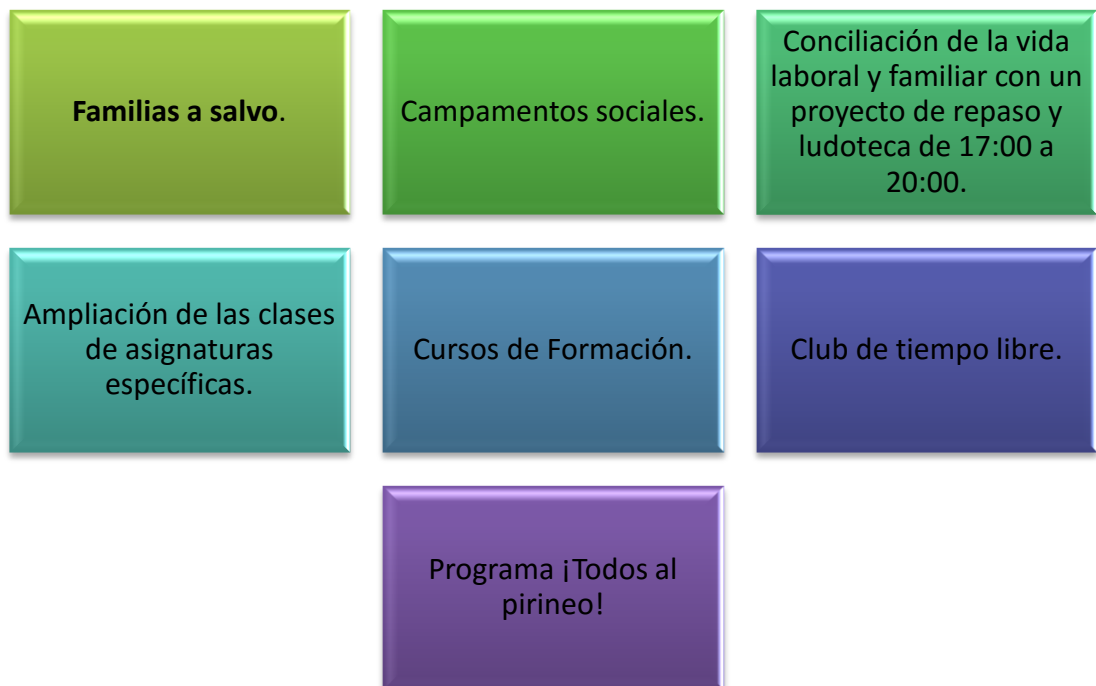 Familias a salvo.
Campamentos sociales.
Conciliación de la vida
laboral y familiar con un
proyecto de repaso y
ludoteca de 17:00 a
20:00.
Ampliación de las clases
de asignaturas
específicas.
Cursos de Formación.
Club de tiempo libre.
Programa ¡Todos al
pirineo!